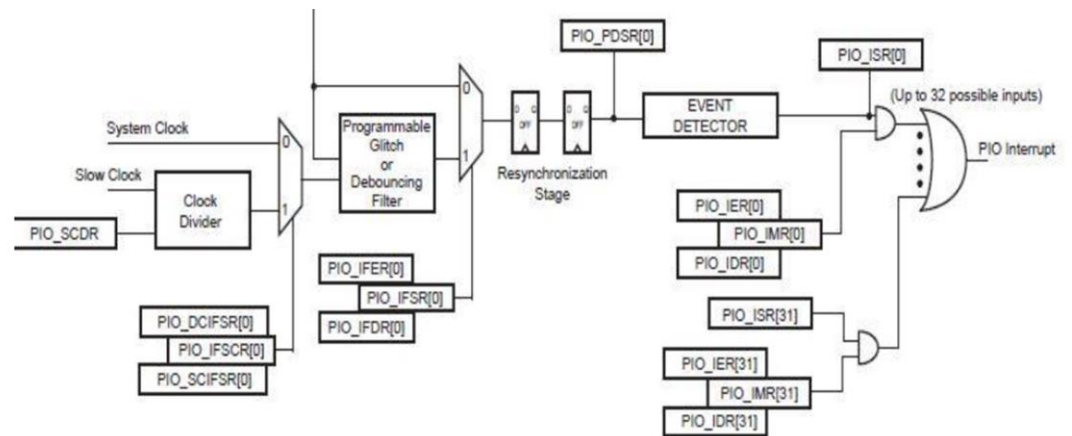 PIO_PDSR[0]
PIO_ISR[0]
(Up to 32 possible inputs)
0
EVENT
DETECTOR
System Clock
0
Programmable
Glitch
or
Debouncing
Filter
1
D Q
DFF
D Q
DFF
PIO Interrupt
Resynchronization
Stage
Slow Clock
Clock
Divider
1
PIO_SCDR
PIO_IER[0]
PIO_IMR[0]
PIO_IDR[0]
PIO_IFER[0]
PIO_IFSR[0]
PIO_IFDR[0]
PIO_DCIFSR[0]
PIO_IFSCR[0]
PIO_SCIFSR[0]
PIO_ISR[31]
PIO_IER[31]
PIO_IMR[31]
PIO_IDR[31]